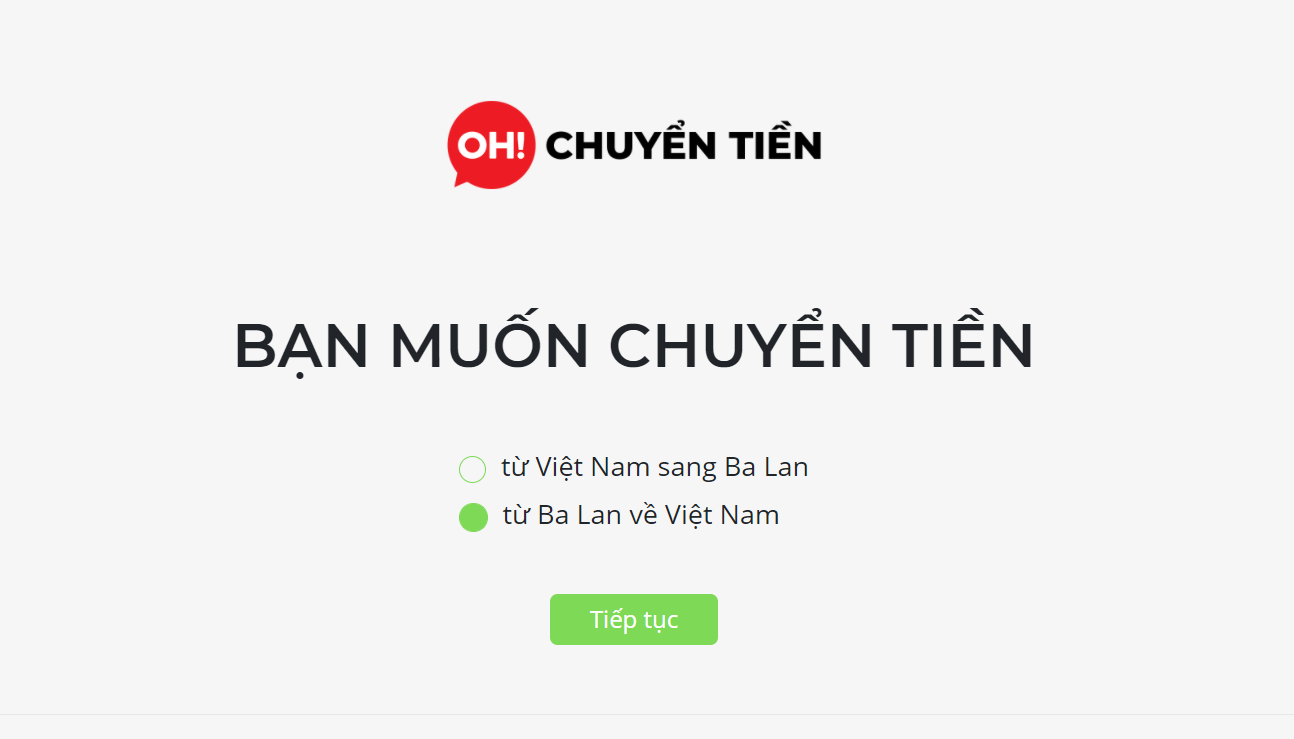 OH! CHUYỂN TIỀN
BẠN MUỐN CHUYỂN TIỀN
từ Việt Nam sang Ba Lan
từ Ba Lan về Việt Nam
Tiếp tục